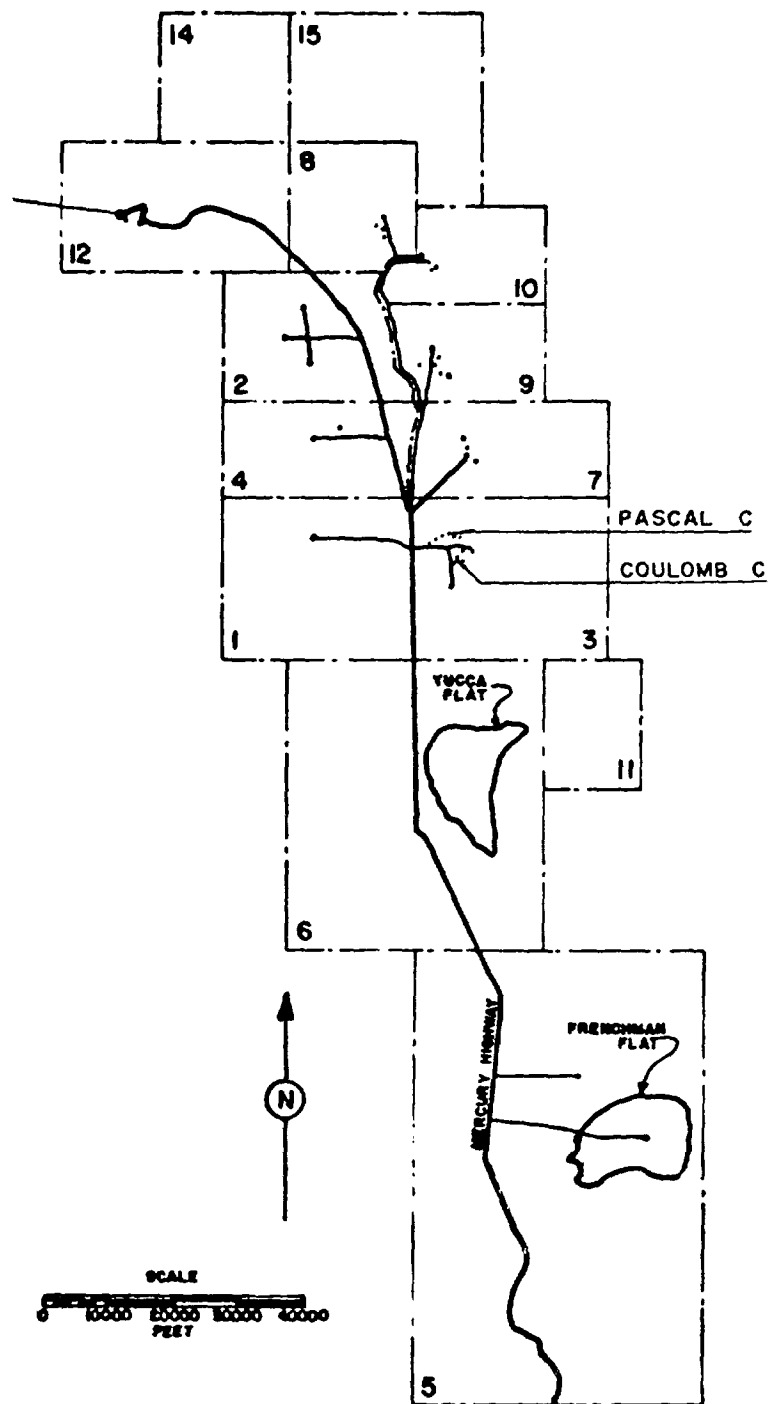 14 15
8
12
10
2 9
4 7
PASCAL C
COULOMB C
1 3
YUCCA
FLAT
11
6
MERCURY HIGHWAY
FRENCHMAN
FLAT
N
SCALE
0 10000 20000 30000 40000
FEET
5